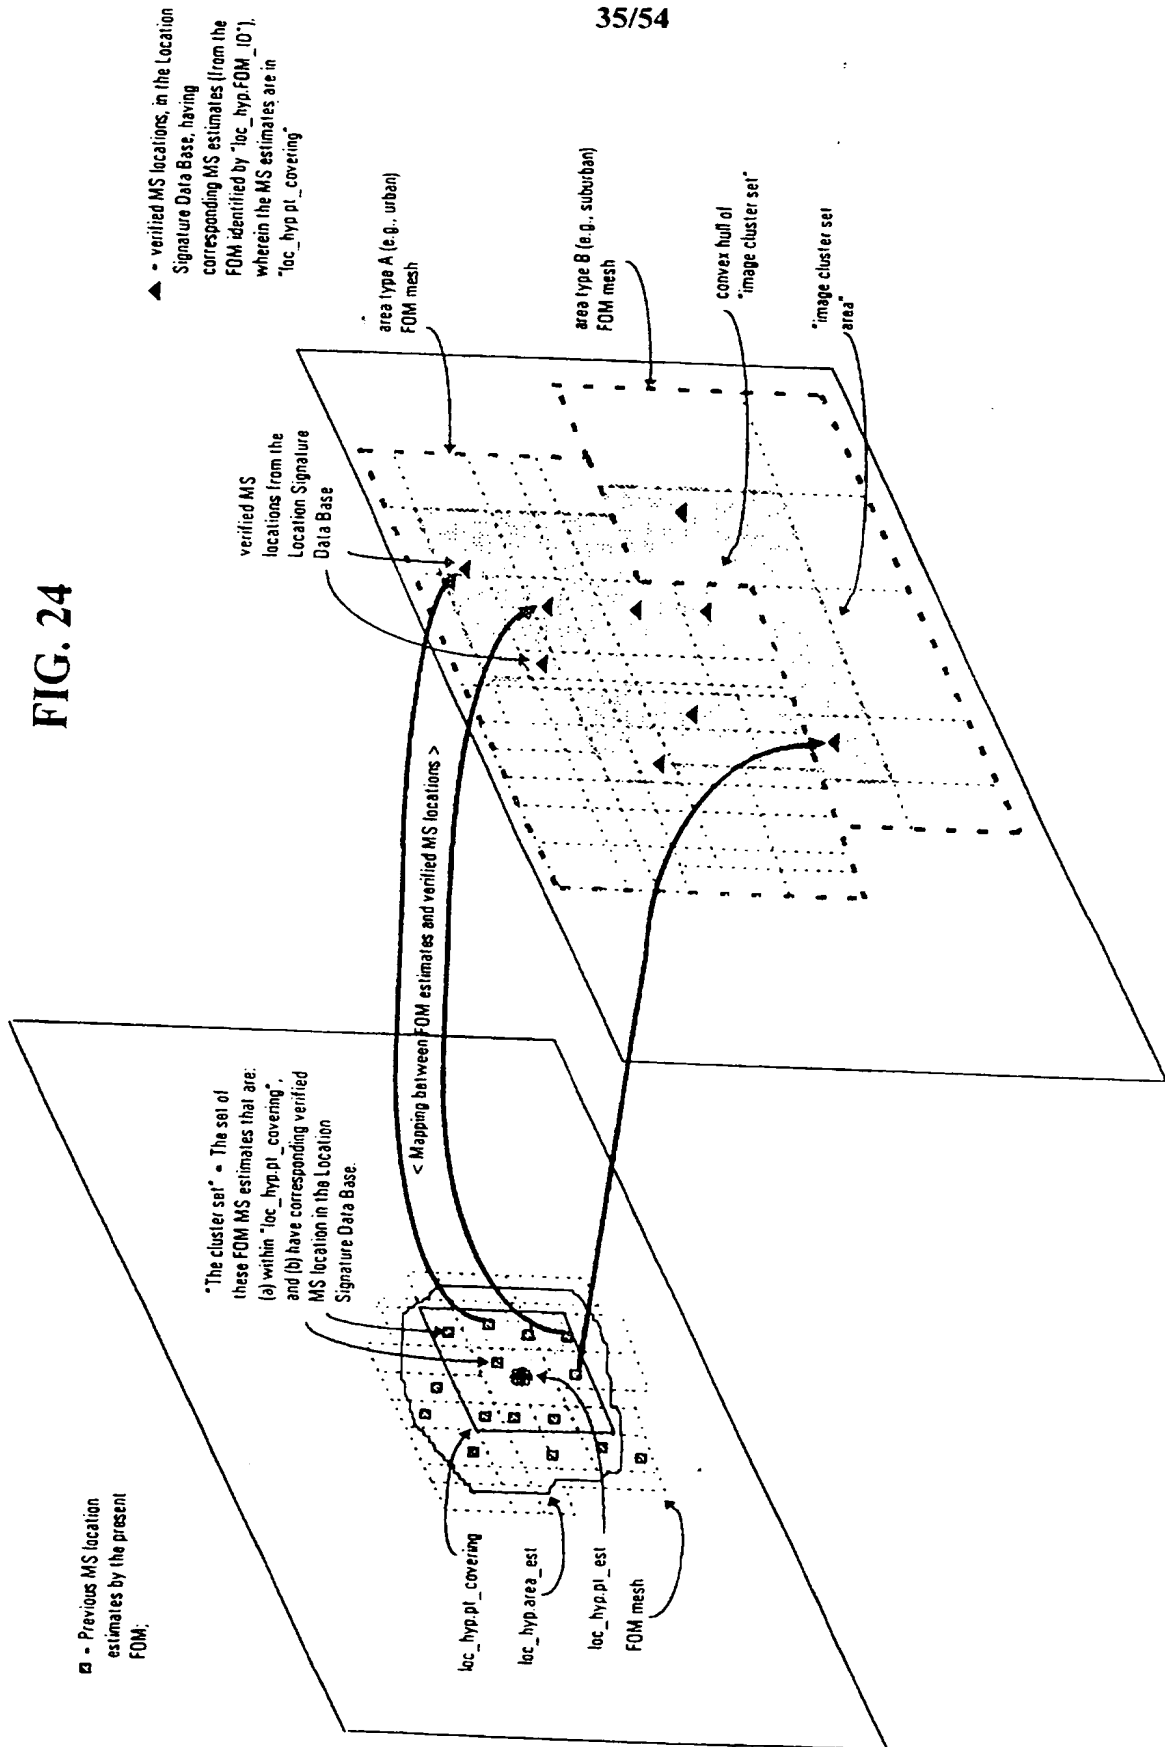 35/54
FIG. 24
▲ = verified MS locations, in the Location
Signature Data Base, having
corresponding MS estimates (from the
FOM identified by "loc_hyp.FOM_ID"),
wherein the MS estimates are in
"loc_hyp.pt_covering"
area type A (e.g., urban)
FOM mesh
area type B (e.g., suburban)
FOM mesh
convex hull of
"image cluster set"
"image cluster set
area"
verified MS
locations from the
Location Signature
Data Base
< Mapping between FOM estimates and verified MS locations >
"The cluster set" = The set of
these FOM MS estimates that are:
(a) within "loc_hyp.pt_covering",
and (b) have corresponding verified
MS location in the Location
Signature Data Base.
= Previous MS location
estimates by the present
FOM;
loc_hyp.pt_covering
loc_hyp.area_est
loc_hyp.pt_est
FOM mesh